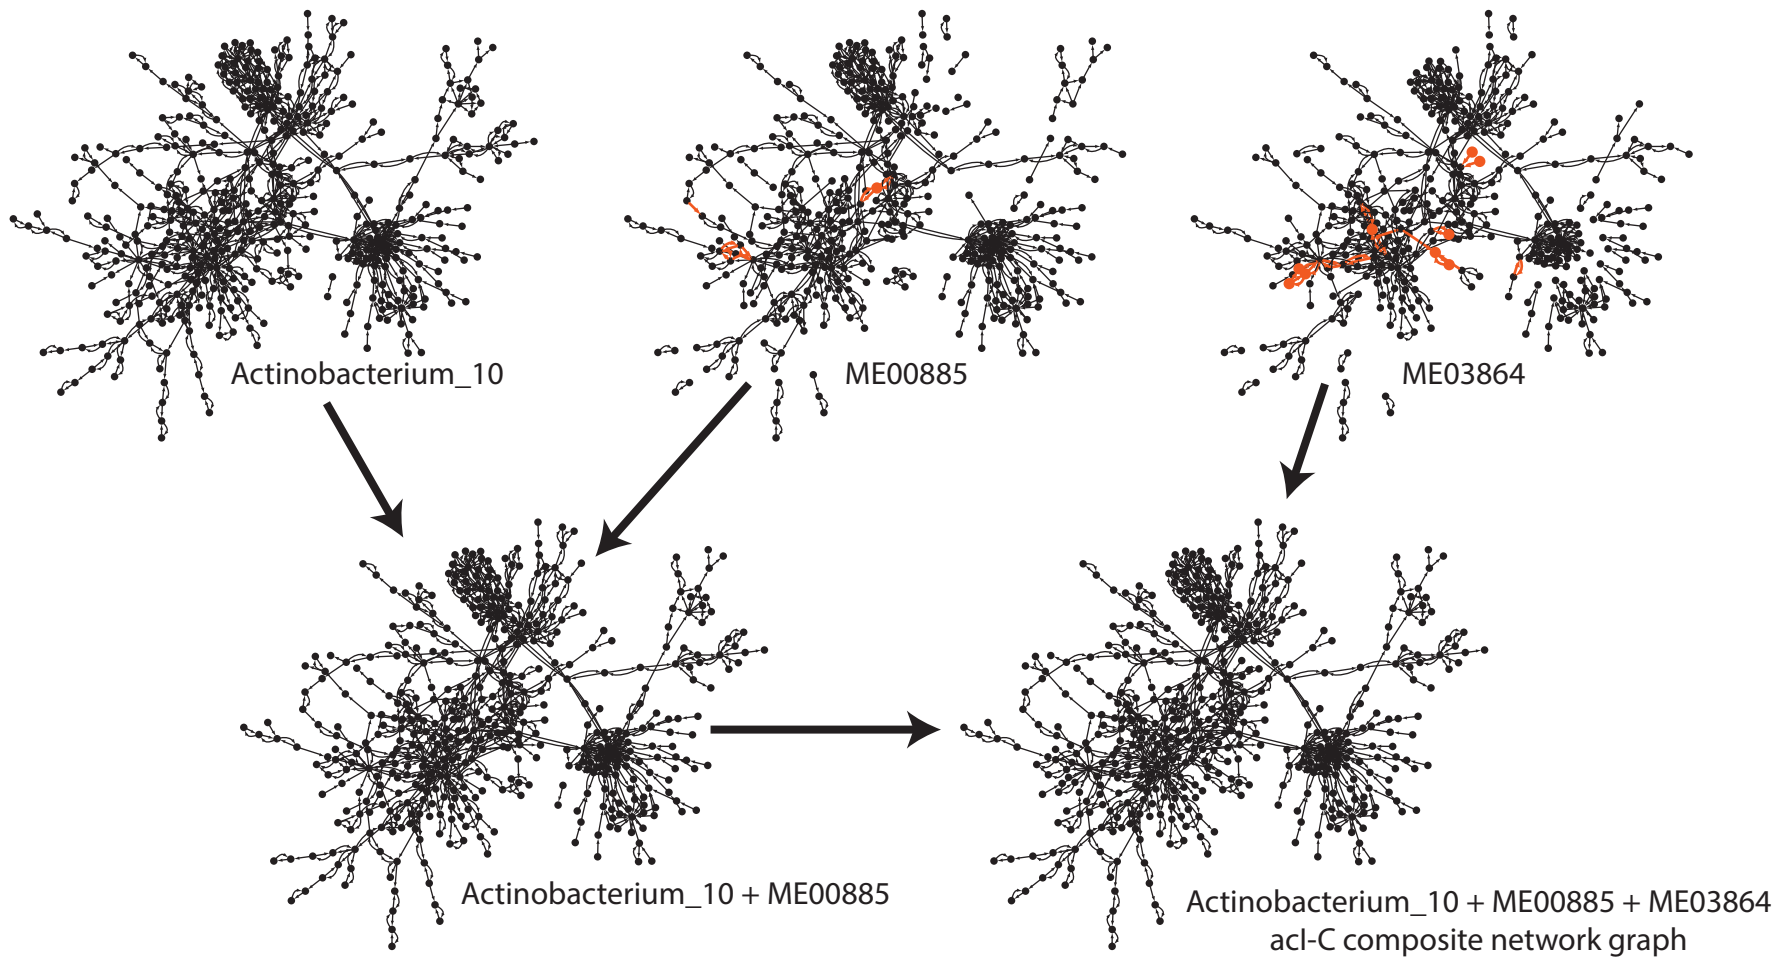 Actinobacterium_10
ME00885
ME03864
Actinobacterium_10 + ME00885
Actinobacterium_10 + ME00885 + ME03864
acI-C composite network graph